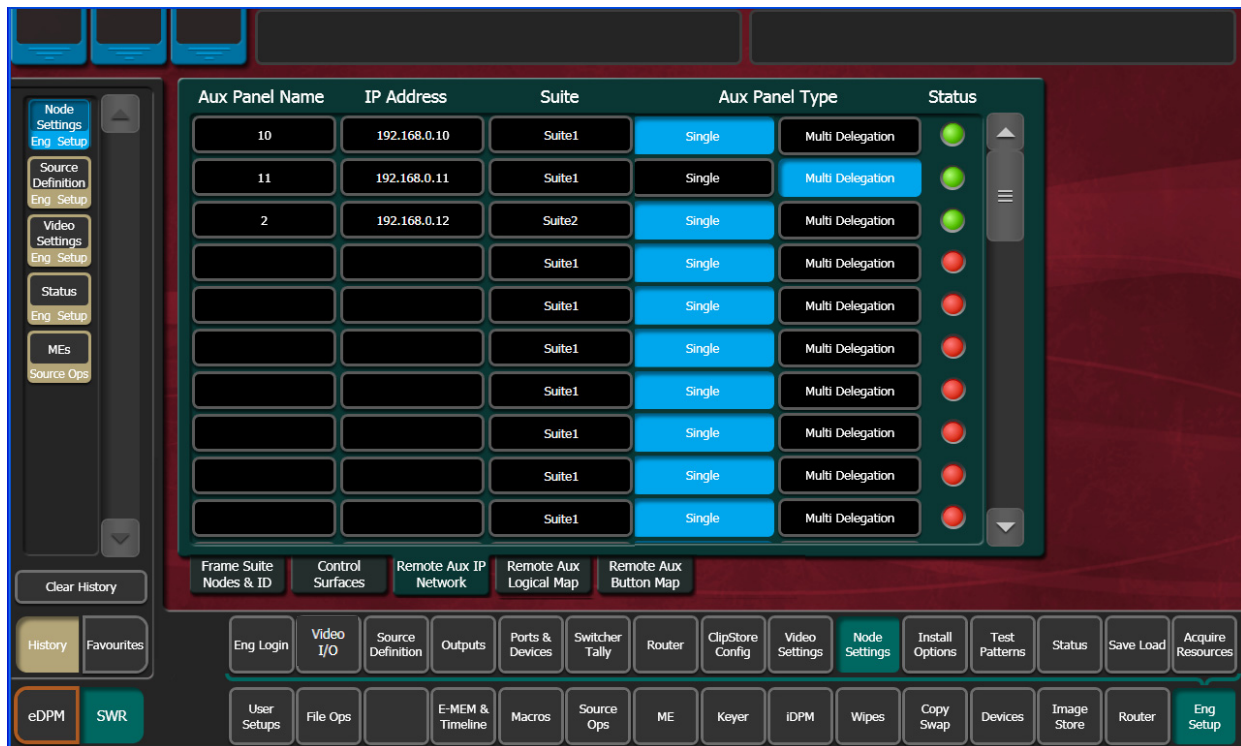 Aux Panel Name IP Address Suite Aux Panel Type Status
10 192.168.0.10 Suite1 Single Multi Delegation
11 192.168.0.11 Suite1 Single Multi Delegation
2 192.168.0.12 Suite2 Single Multi Delegation
Suite1 Single Multi Delegation
Suite1 Single Multi Delegation
Suite1 Single Multi Delegation
Suite1 Single Multi Delegation
Suite1 Single Multi Delegation
Suite1 Single Multi Delegation
Suite1 Single Multi Delegation
Node
Settings
Eng Setup
Source
Definition
Eng Setup
Video
Settings
Eng Setup
Status
Eng Setup
MEs
Source Ops
Clear History
History Favourites
eDPM SWR
Frame Suite
Nodes & ID
Control
Surfaces
Remote Aux IP
Network
Remote Aux
Logical Map
Remote Aux
Button Map
Eng Login
Video
I/O
Source
Definition
Outputs
Ports &
Devices
Switcher
Tally
Router
ClipStore
Config
Video
Settings
Node
Settings
Install
Options
Test
Patterns
Status
Save Load
Acquire
Resources
User
Setups
File Ops
E-MEM &
Timeline
Macros
Source
Ops
ME
Keyer
iDPM
Wipes
Copy
Swap
Devices
Image
Store
Router
Eng
Setup